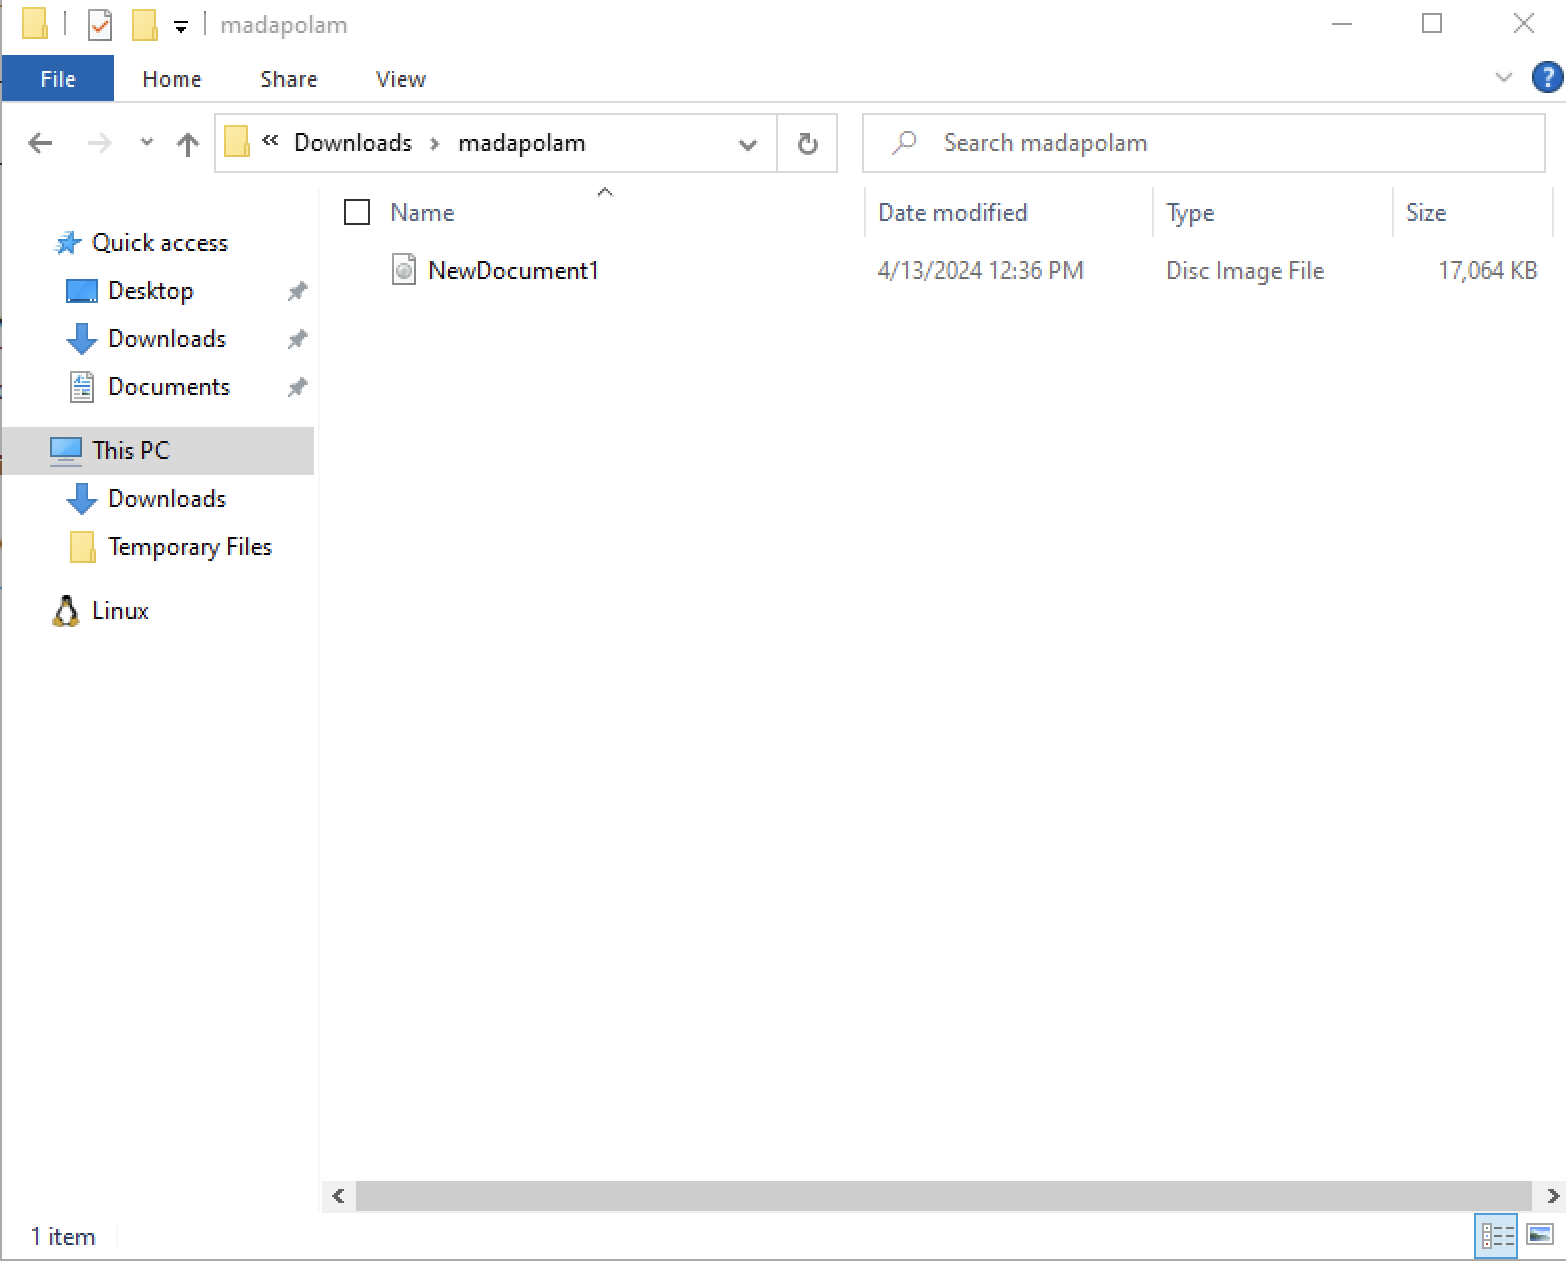 madapolam
File Home Share View
« Downloads > madapolam
Search madapolam
Name Date modified Type Size
NewDocument1 4/13/2024 12:36 PM Disc Image File 17,064 KB
Quick access
Desktop
Downloads
Documents
This PC
Downloads
Temporary Files
Linux
1 item